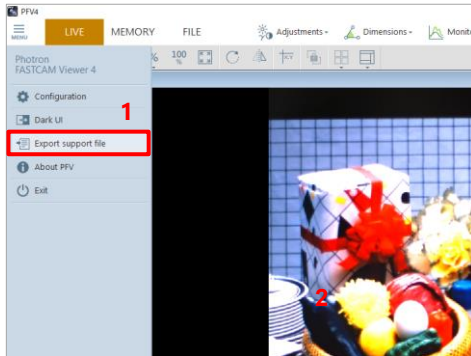 PFV4
MENU
LIVE
MEMORY
FILE
Adjustments
Dimensions
%
100
%
Photron
FASTCAM Viewer 4
Configuration
1
Dark UI
Export support file
About PFV
Exit
2